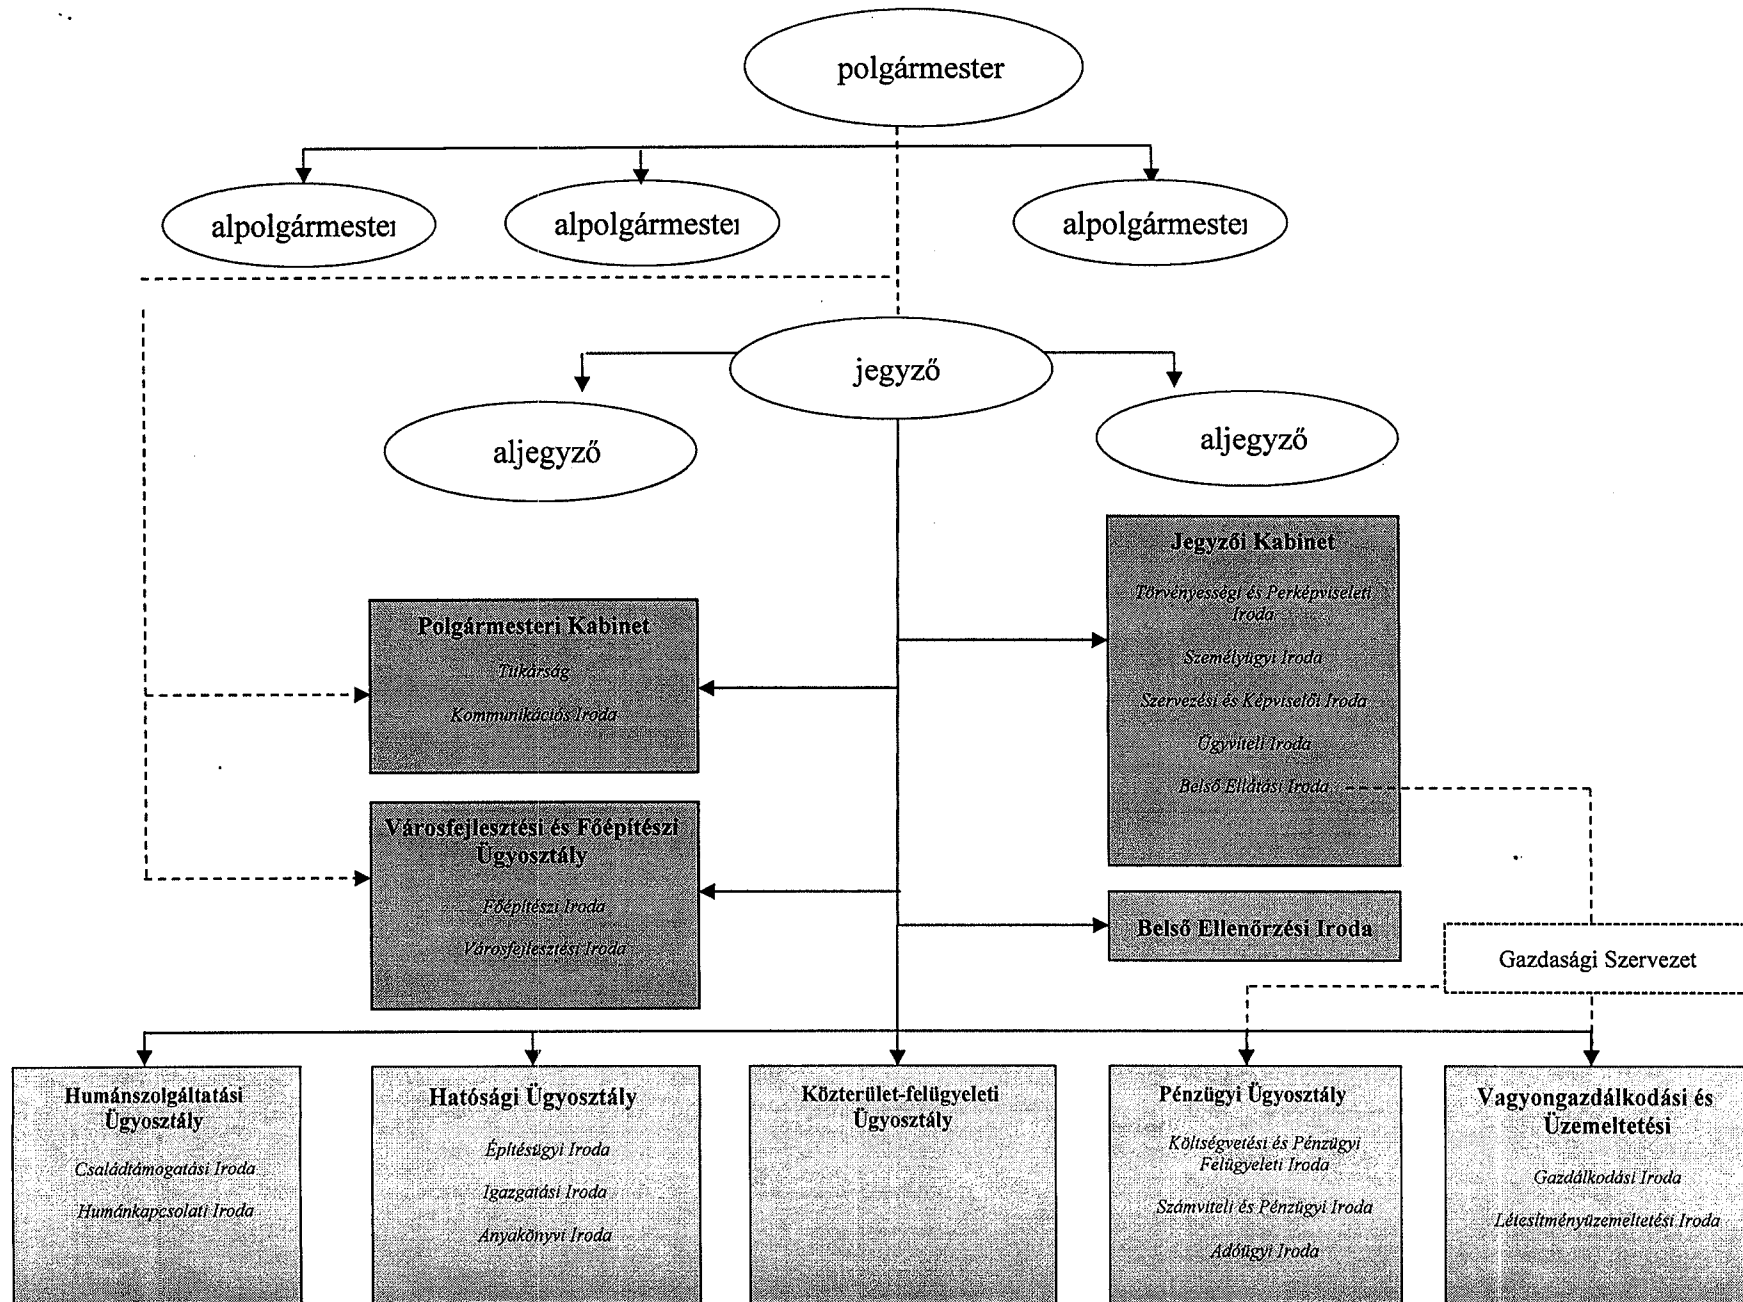 polgármester
alpolgármester
alpolgármester
alpolgármester
jegyző
aljegyző
aljegyző
Jegyzői Kabinet
Törvényességi és Perképviseleti
Iroda
Személyügyi Iroda
Szervezési és Képviselői Iroda
Ügyviteli Iroda
Belső Ellátási Iroda
Polgármesteri Kabinet
Titkárság
Kommunikációs Iroda
Városfejlesztési és Főépítészi
Ügyosztály
Főépítészi Iroda
Városfejlesztési Iroda
Belső Ellenőrzési Iroda
Gazdasági Szervezet
Humánszolgáltatási
Ügyosztály
Családtámogatási Iroda
Humánkapcsolati Iroda
Hatósági Ügyosztály
Építésügyi Iroda
Igazgatási Iroda
Anyakönyvi Iroda
Közterület-felügyeleti
Ügyosztály
Pénzügyi Ügyosztály
Költségvetési és Pénzügyi
Felügyeleti Iroda
Számviteli és Pénzügyi Iroda
Adóügyi Iroda
Vagyongazdálkodási és
Üzemeltetési
Gazdálkodási Iroda
Létesítményüzemeltetési Iroda